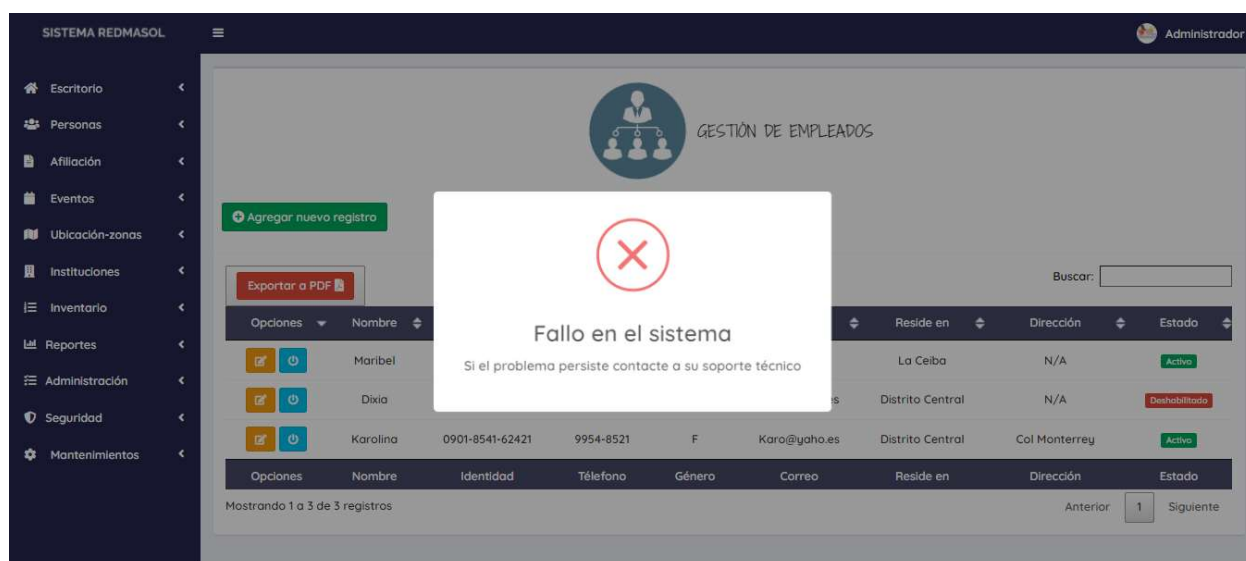 SISTEMA REDMASOL
Administrador
Escritorio
Personas
Afiliación
Eventos
Ubicación-zonas
Instituciones
Inventario
Reportes
Administración
Seguridad
Mantenimientos
GESTIÓN DE EMPLEADOS
Agregar nuevo registro
Exportar a PDF
Buscar:
Opciones Nombre Reside en Dirección Estado
Maribel La Ceiba N/A Activo
Dixia Distrito Central N/A Deshabilitado
Karolina 0901-8541-62421 9954-8521 F Karo@yaho.es Distrito Central Col Monterrey Activo
Opciones Nombre Identidad Télefono Género Correo Reside en Dirección Estado
Mostrando 1 a 3 de 3 registros
Anterior 1 Siguiente
Fallo en el sistema
Si el problema persiste contacte a su soporte técnico